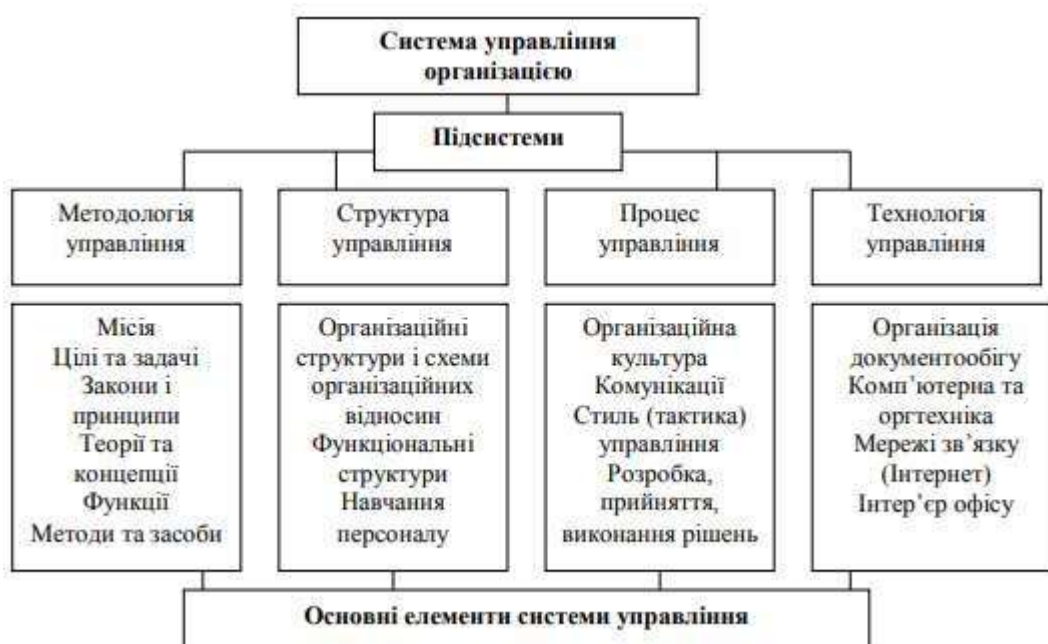 Система управління
організацією
Підсистеми
Методологія
управління
Структура
управління
Процес
управління
Технологія
управління
Місія
Цілі та задачі
Закони і
принципи
Теорії та
концепції
Функції
Методи та засоби
Організаційні
структури і схеми
організаційних
відносин
Функціональні
структури
Навчання
персоналу
Організаційна
культура
Комунікації
Стиль (тактика)
управління
Розробка,
прийняття,
виконання рішень
Організація
документообігу
Комп’ютерна та
оргтехніка
Мережі зв’язку
(Інтернет)
Інтер’єр офісу
Основні елементи системи управління